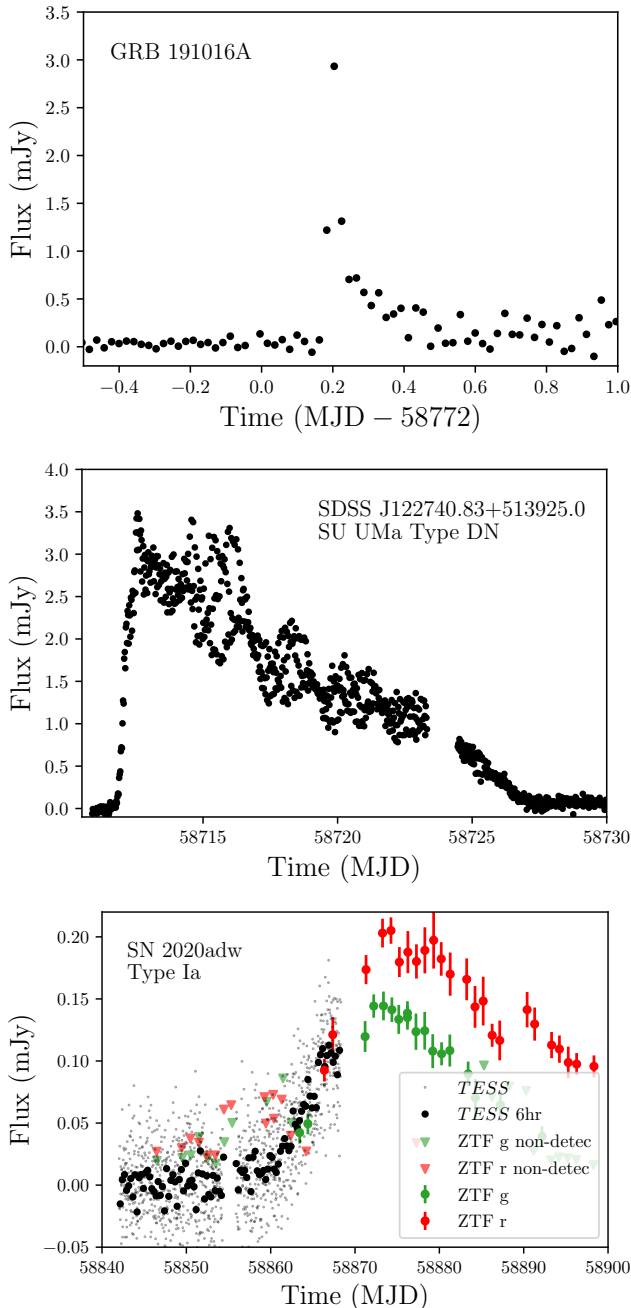 3.5
GRB 191016A
3.0
2.5
2.0
1.5
1.0
0.5
0.0
Flux (mJy)
−0.4 −0.2 0.0 0.2 0.4 0.6 0.8 1.0
Time (MJD − 58772)
4.0
SDSS J122740.83+513925.0
SU UMa Type DN
3.5
3.0
2.5
2.0
1.5
1.0
0.5
0.0
Flux (mJy)
58715 58720 58725 58730
Time (MJD)
SN 2020adw
Type Ia
0.20
0.15
0.10
0.05
0.00
−0.05
Flux (mJy)
TESS
TESS 6hr
ZTF g non-detec
ZTF r non-detec
ZTF g
ZTF r
58840 58850 58860 58870 58880 58890 58900
Time (MJD)